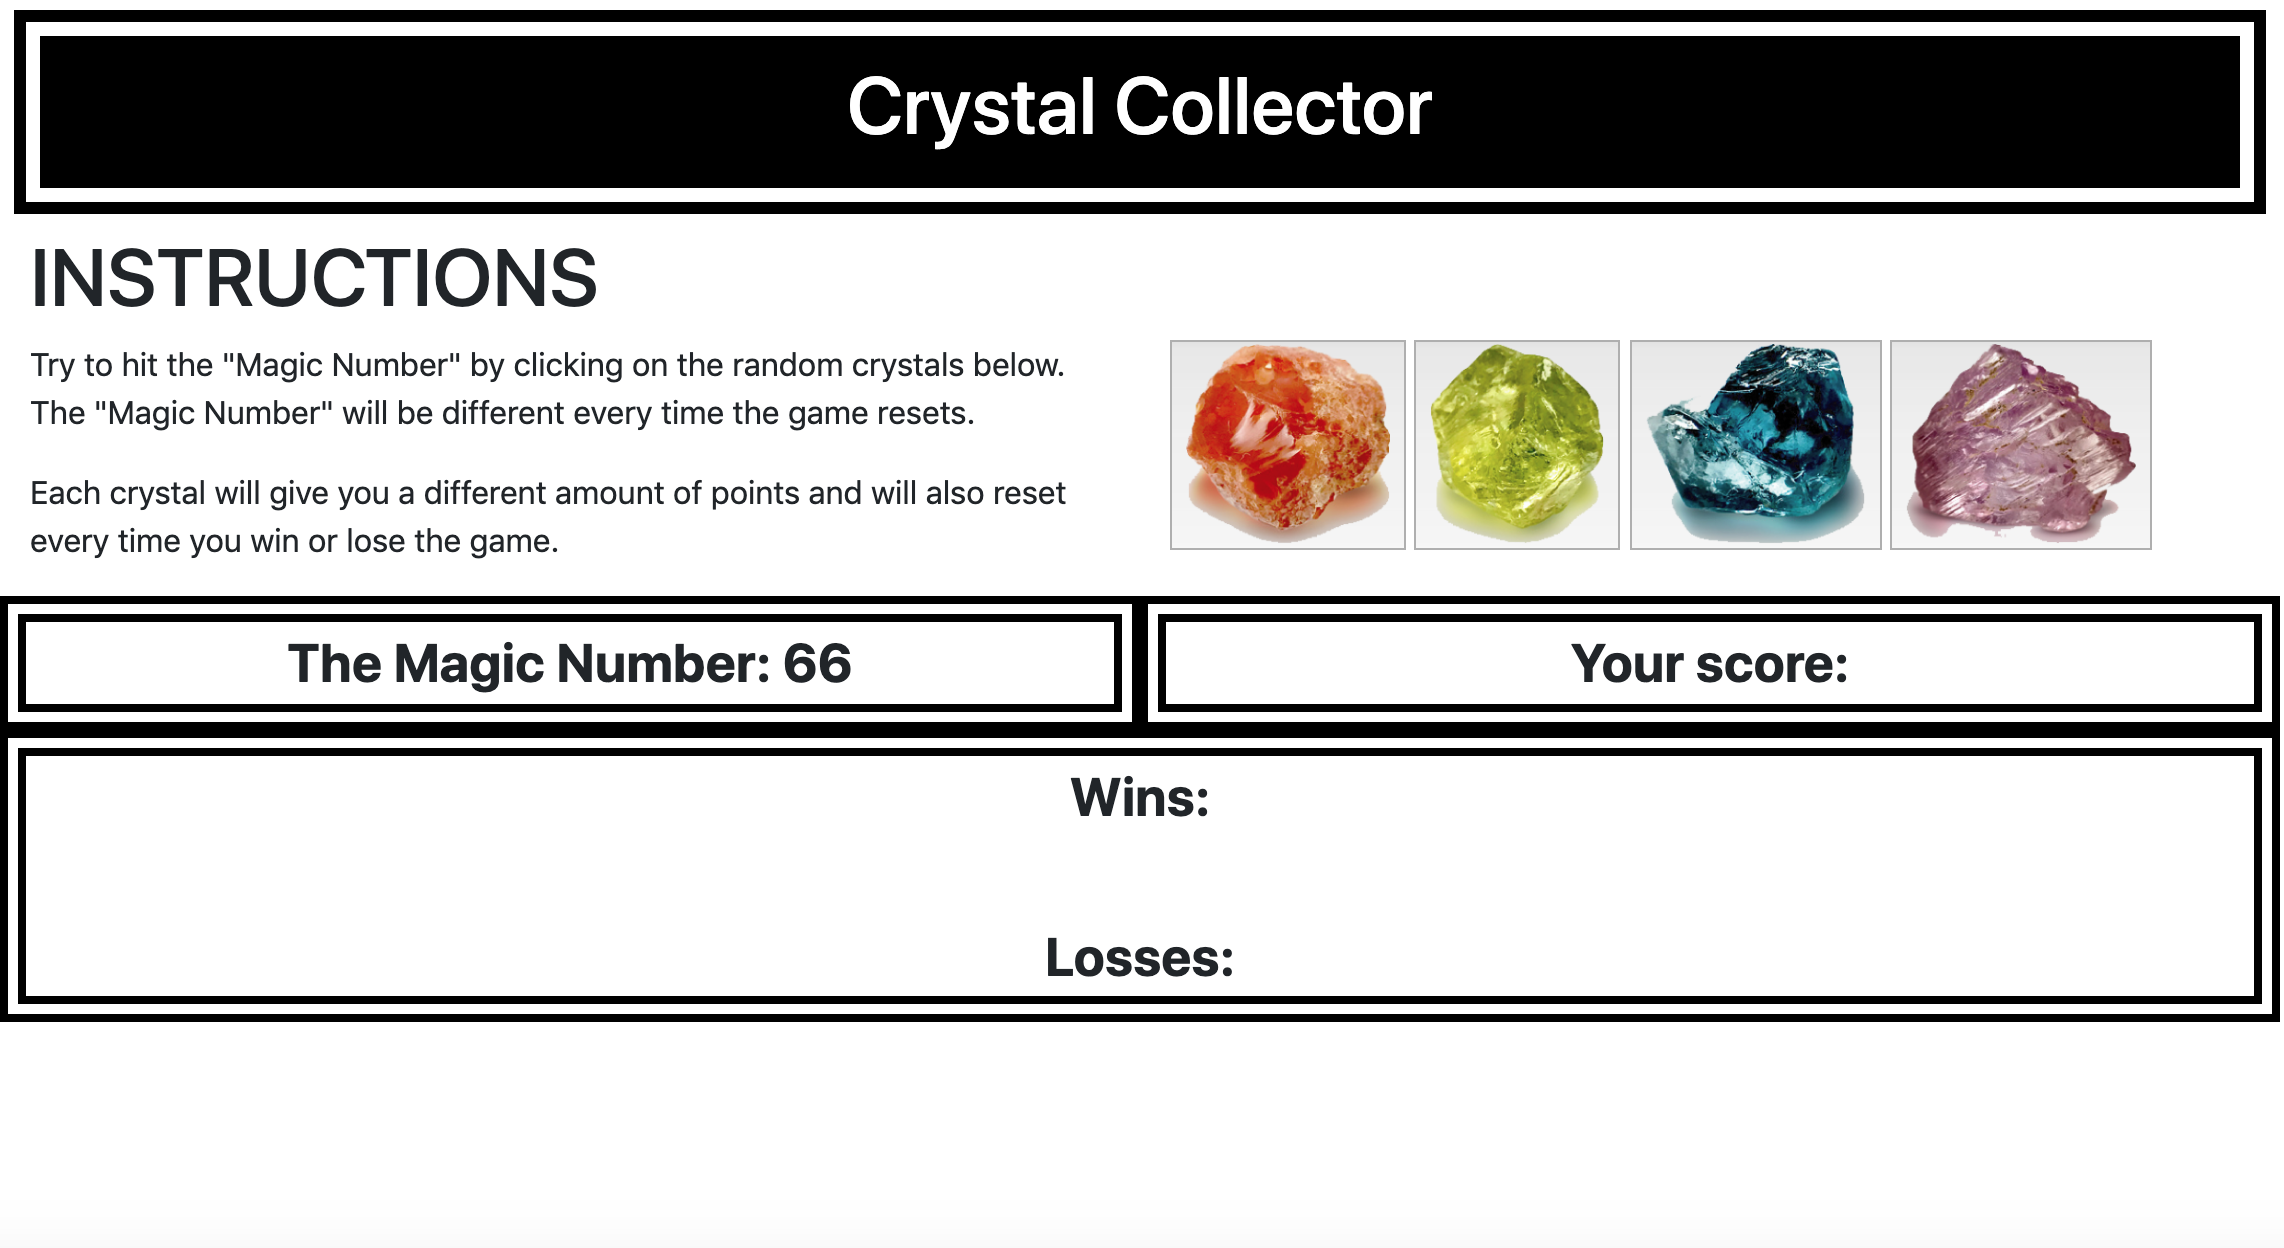 Crystal Collector
INSTRUCTIONS
Try to hit the "Magic Number" by clicking on the random crystals below.
The "Magic Number" will be different every time the game resets.
Each crystal will give you a different amount of points and will also reset
every time you win or lose the game.
The Magic Number: 66
Your score:
Wins:
Losses: